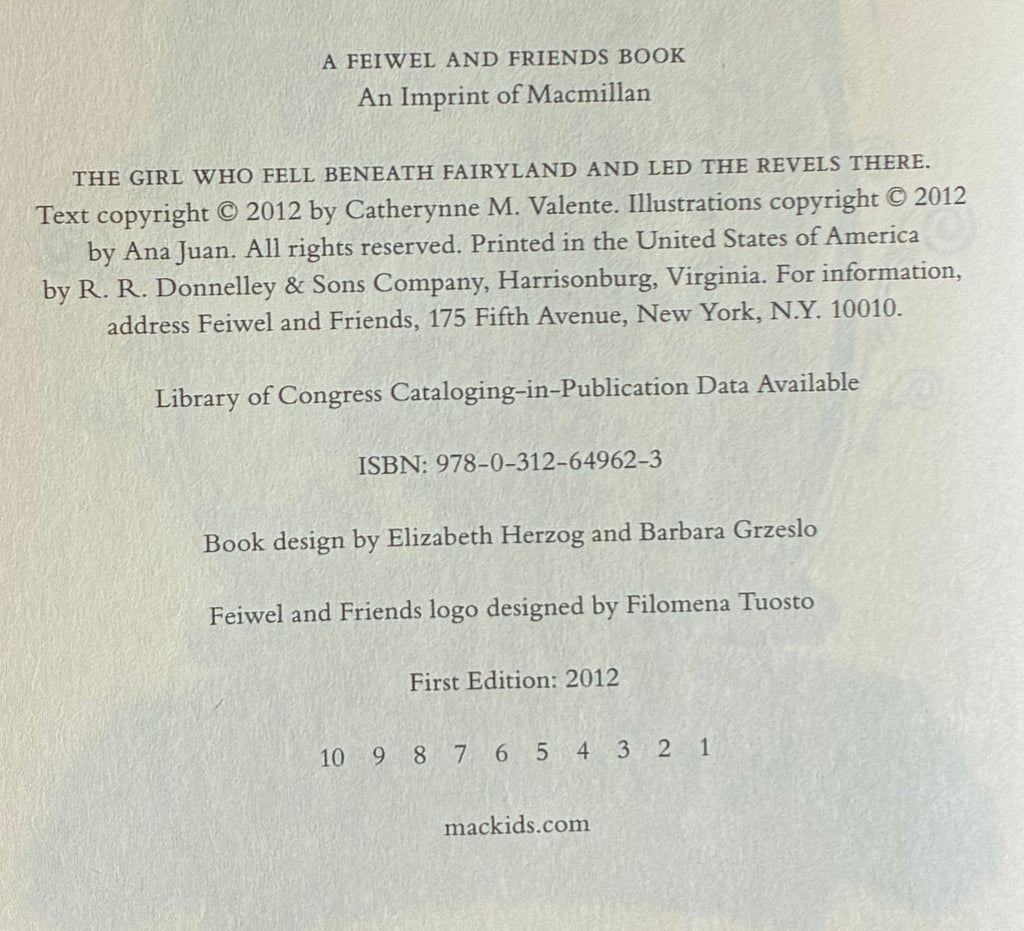 A FEIWEL AND FRIENDS BOOK
An Imprint of Macmillan
THE GIRL WHO FELL BENEATH FAIRYLAND AND LED THE REVELS THERE.
Text copyright © 2012 by Catherynne M. Valente. Illustrations copyright © 2012
by Ana Juan. All rights reserved. Printed in the United States of America
by R. R. Donnelley & Sons Company, Harrisonburg, Virginia. For information,
address Feiwel and Friends, 175 Fifth Avenue, New York, N.Y. 10010.
Library of Congress Cataloging-in-Publication Data Available
ISBN: 978-0-312-64962-3
Book design by Elizabeth Herzog and Barbara Grzeslo
Feiwel and Friends logo designed by Filomena Tuosto
First Edition: 2012
10 9 8 7 6 5 4 3 2 1
mackids.com